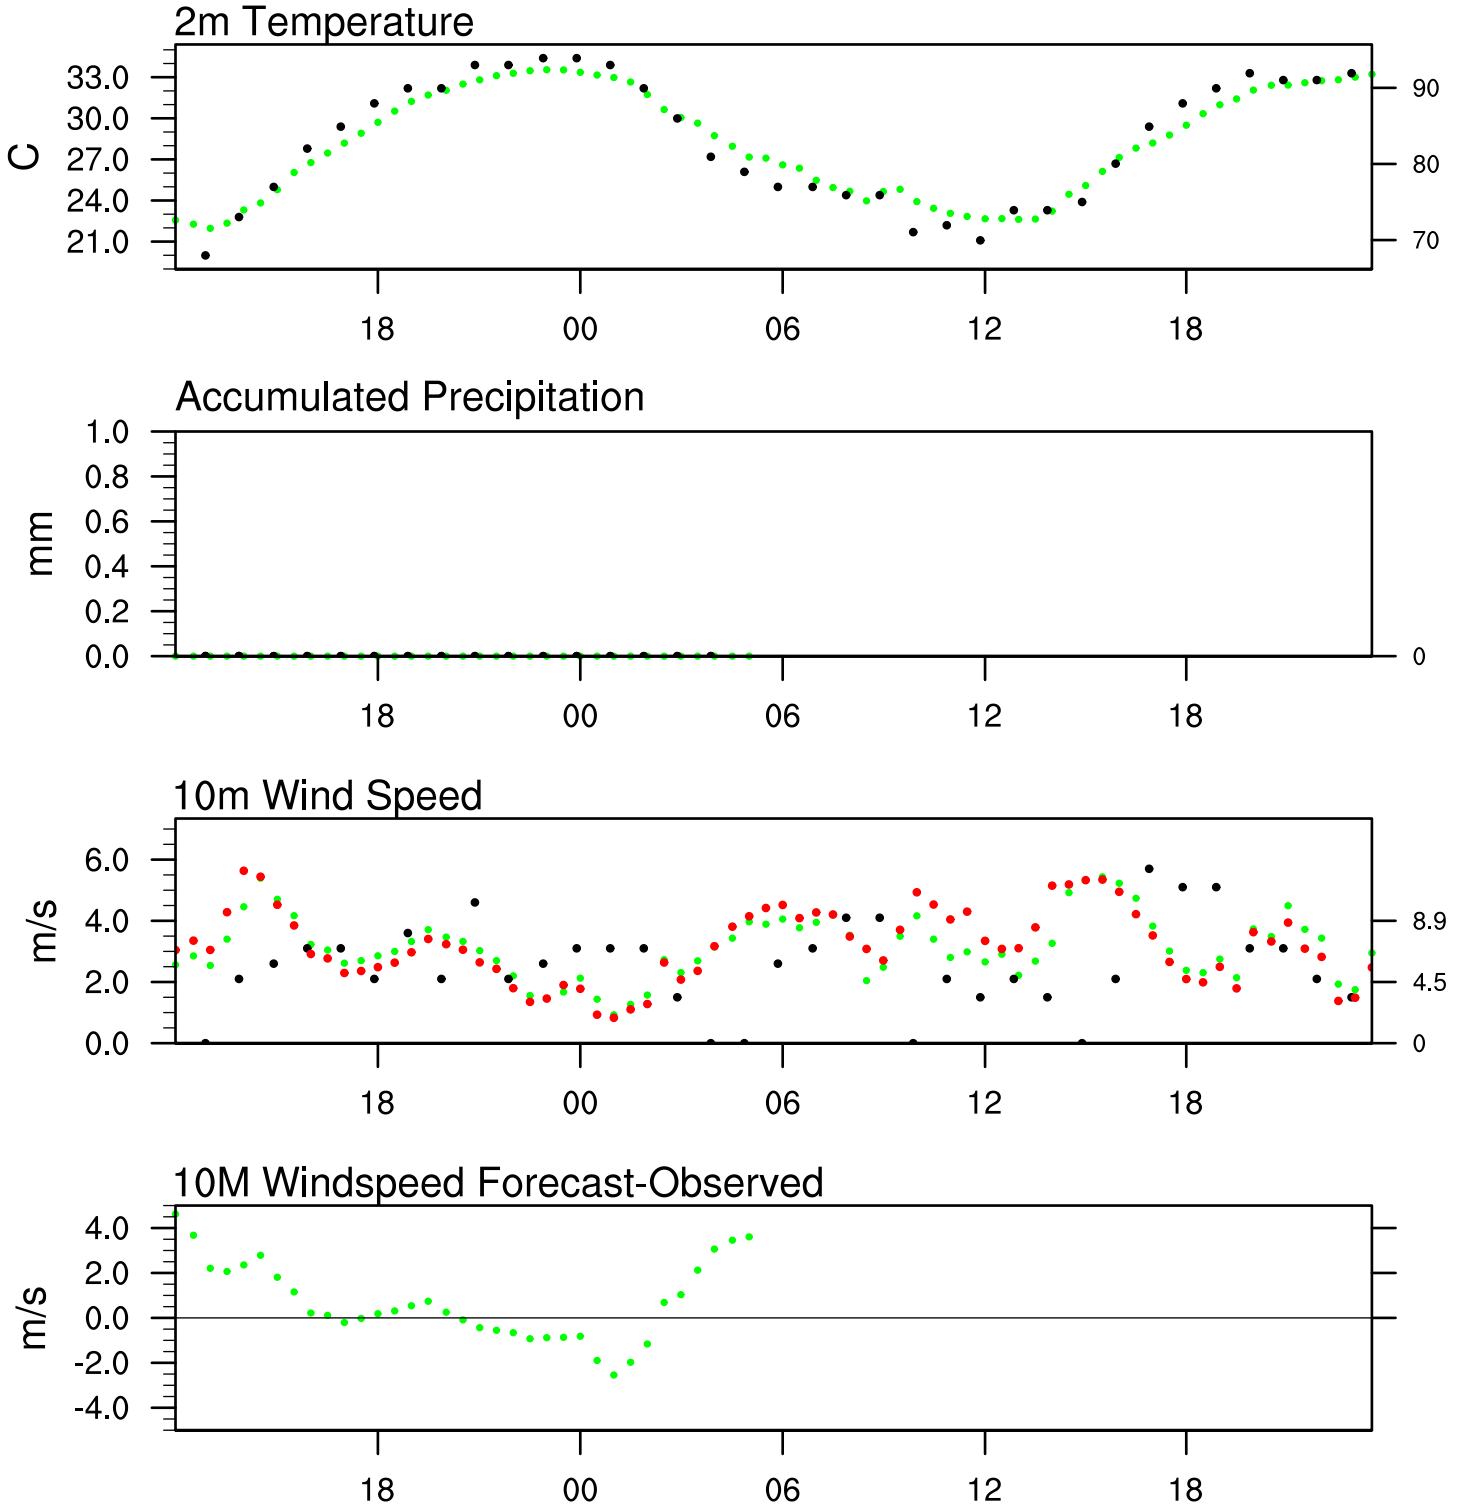 2m Temperature
33.0
30.0
27.0
24.0
21.0
C
90
80
70
18 00 06 12 18
Accumulated Precipitation
1.0
0.8
0.6
0.4
0.2
0.0
mm
0
18 00 06 12 18
10m Wind Speed
6.0
4.0
2.0
0.0
m/s
8.9
4.5
0
18 00 06 12 18
10M Windspeed Forecast-Observed
4.0
2.0
0.0
-2.0
-4.0
m/s
18 00 06 12 18